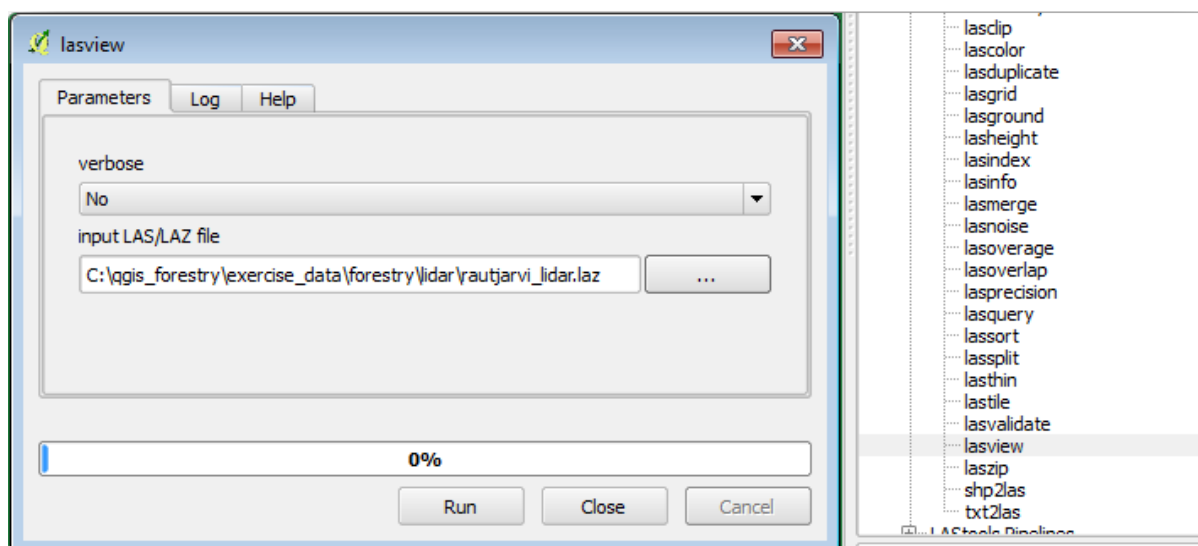 lasview
Parameters
Log
Help
verbose
No
input LAS/LAZ file
C:\qgis_forestry\exercise_data\forestry\lidar\rautjarvi_lidar.laz
...
0%
Run
Close
Cancel
lasclip
lascolor
lasduplicate
lasgrid
lasground
lasheight
lasindex
lasinfo
lasmerge
lasnoise
lasoverage
lasoverlap
lasprecision
lasquery
lassort
lassplit
lasthin
lastile
lasvalidate
lasview
laszip
shp2las
txt2las
LAStools Pipelines